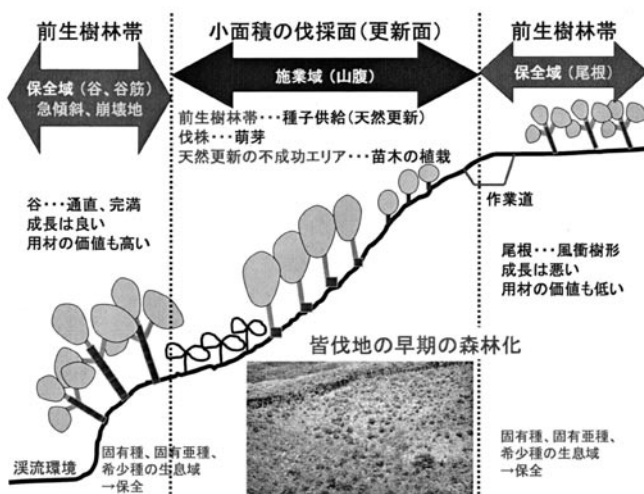 前生樹林帯
小面積の伐採面(更新面)
前生樹林帯
保全域(谷、谷筋)
急傾斜、崩壊地
施業域(山腹)
保全域(尾根)
前生樹林帯・・・種子供給(天然更新)
伐株・・・萌芽
天然更新の不成功エリア・・・苗木の植栽
作業道
谷・・・通直、完満
成長は良い
用材の価値も高い
尾根・・・風衝樹形
成長は悪い
用材の価値も低い
皆伐地の早期の森林化
渓流環境
固有種、固有亜種、
希少種の生息域
→保全
固有種、固有亜種、
希少種の生息域
→保全